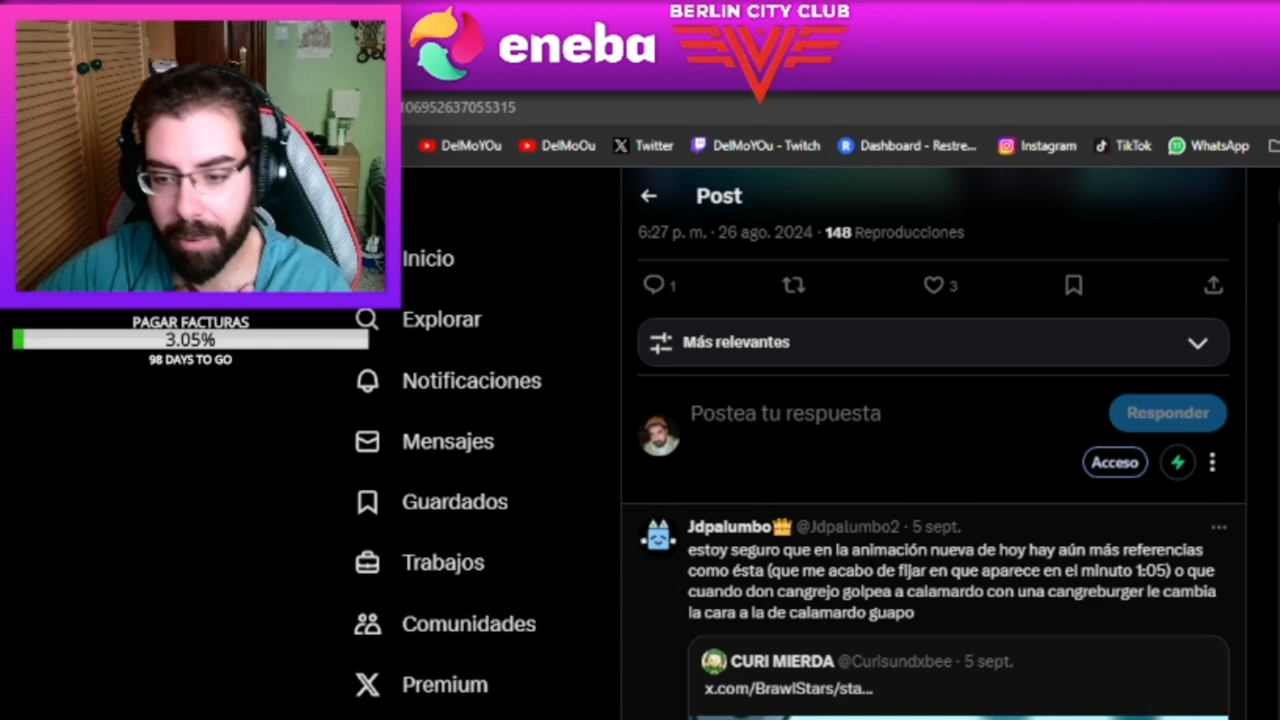 BERLIN CITY CLUB
eneba
106952637055315
DelMoYOu
DelMoOu
Twitter
DelMoYOu - Twitch
Dashboard - Restre...
Instagram
TikTok
WhatsApp
Post
6:27 p. m. · 26 ago. 2024 · 148 Reproducciones
1
3
Inicio
Explorar
Notificaciones
Mensajes
Guardados
Trabajos
Comunidades
Premium
PAGAR FACTURAS
3.05%
98 DAYS TO GO
Más relevantes
Postea tu respuesta
Responder
Acceso
Jdpalumbo @Jdpalumbo2 · 5 sept.
estoy seguro que en la animación nueva de hoy hay aún más referencias
como ésta (que me acabo de fijar en que aparece en el minuto 1:05) o que
cuando don cangrejo golpea a calamardo con una cangreburger le cambia
la cara a la de calamardo guapo
CURI MIERDA @Curisundxbee · 5 sept.
x.com/BrawlStars/sta...